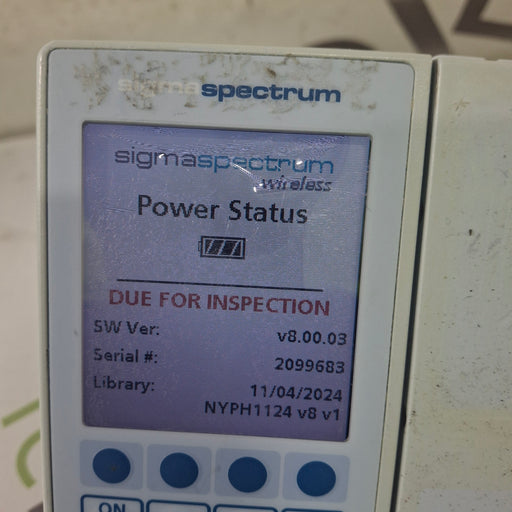 sigmaspectrum
sigmaspectrum
wireless
Power Status
DUE FOR INSPECTION
SW Ver: v8.00.03
Serial #: 2099683
Library: 11/04/2024
NYPH1124 v8 v1
ON